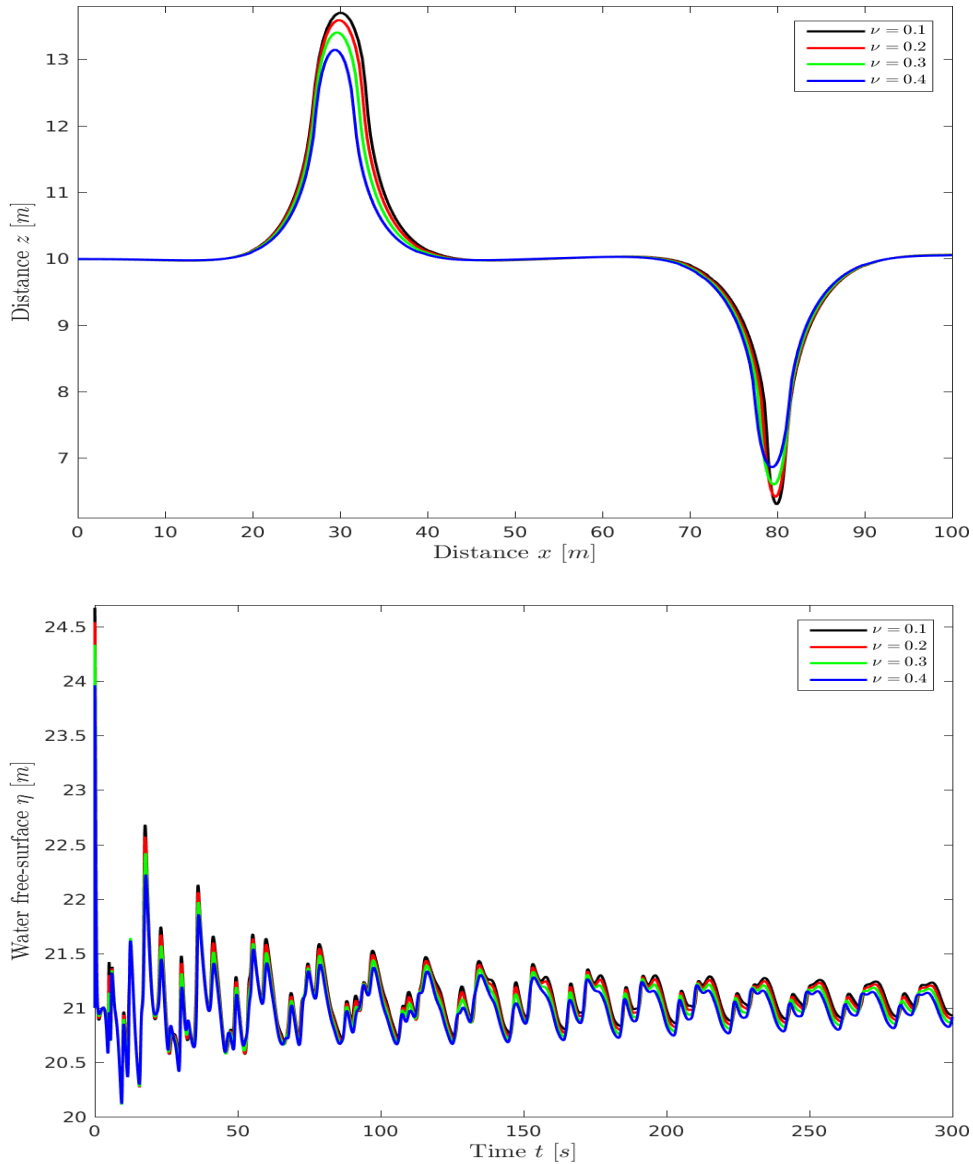 13
12
11
10
9
8
7
Distance z [m]
ν = 0.1
ν = 0.2
ν = 0.3
ν = 0.4
0 10 20 30 40 50 60 70 80 90 100
Distance x [m]
24.5
24
23.5
23
22.5
22
21.5
21
20.5
20
Water free-surface η [m]
ν = 0.1
ν = 0.2
ν = 0.3
ν = 0.4
0 50 100 150 200 250 300
Time t [s]